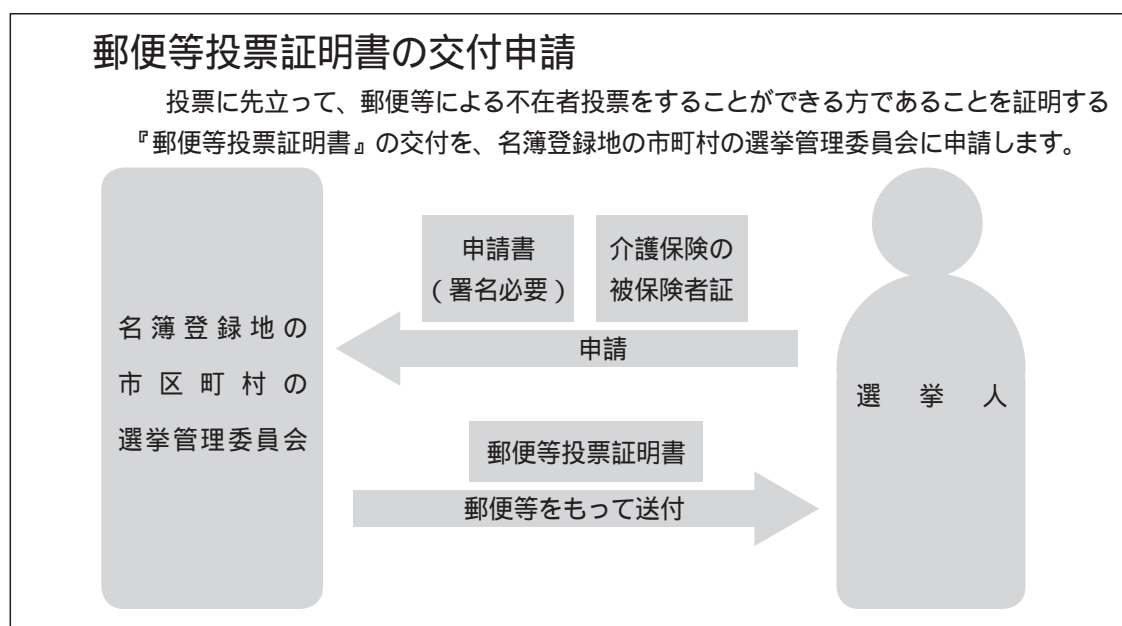 郵便等投票証明書の交付申請
投票に先立って、郵便等による不在者投票をすることができる方であることを証明する
『郵便等投票証明書』の交付を、名簿登録地の市町村の選挙管理委員会に申請します。
名簿登録地の
市区町村の
選挙管理委員会
申請書
(署名必要)
介護保険の
被保険者証
申請
郵便等投票証明書
郵便等をもって送付
選挙人